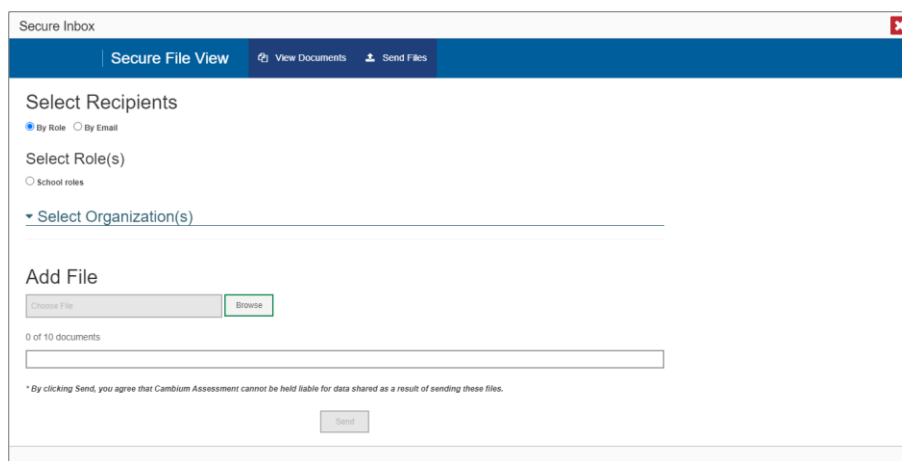 Secure Inbox
Secure File View View Documents Send Files
Select Recipients
By Role By Email
Select Role(s)
School roles
Select Organization(s)
Add File
Choose File Browse
0 of 10 documents
* By clicking Send, you agree that Cambium Assessment cannot be held liable for data shared as a result of sending these files.
Send